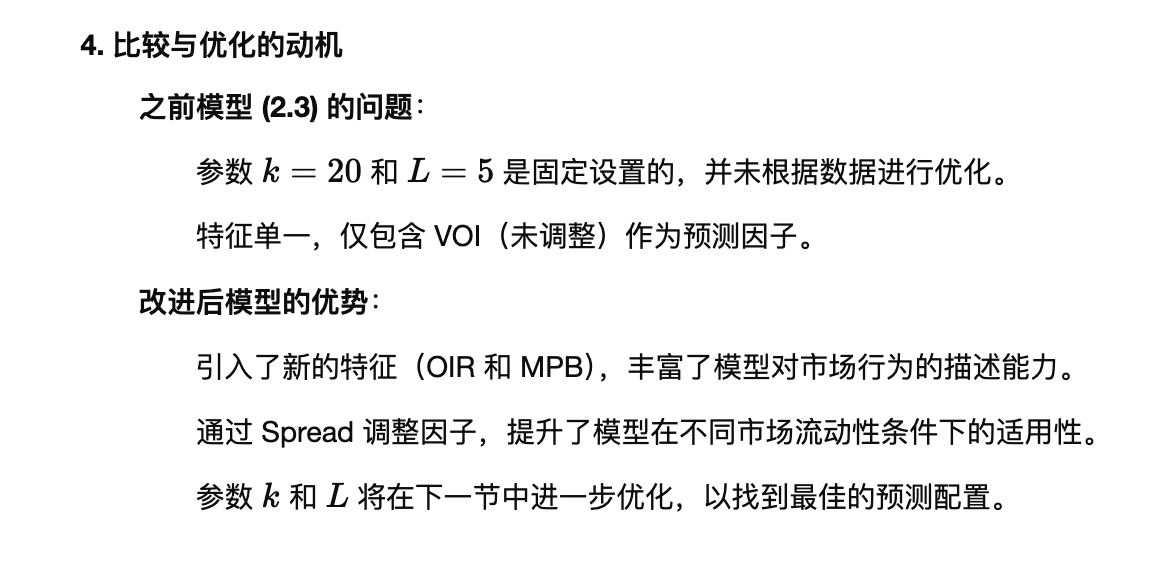 4. 比较与优化的动机
之前模型 (2.3) 的问题：
参数 k = 20 和 L = 5 是固定设置的，并未根据数据进行优化。
特征单一，仅包含 VOI（未调整）作为预测因子。
改进后模型的优势：
引入了新的特征（OIR 和 MPB），丰富了模型对市场行为的描述能力。
通过 Spread 调整因子，提升了模型在不同市场流动性条件下的适用性。
参数 k 和 L 将在下一节中进一步优化，以找到最佳的预测配置。